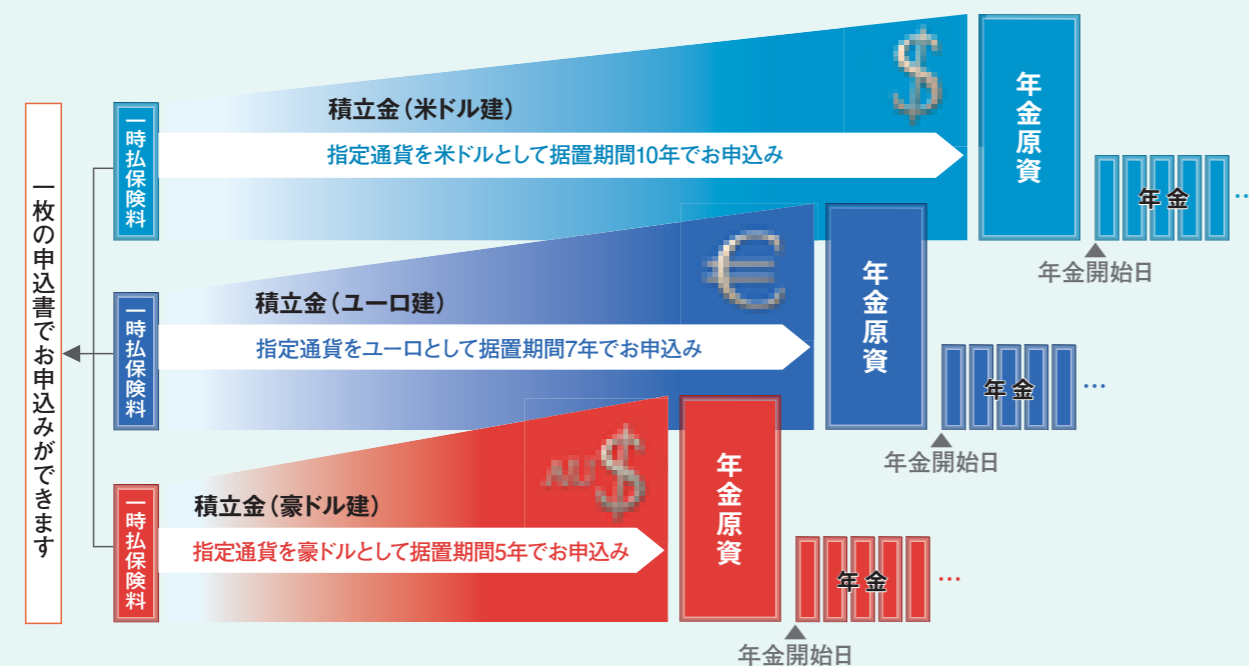 一枚の申込書でお申込みができます
一時払保険料
積立金（米ドル建）
指定通貨を米ドルとして据置期間10年でお申込み
$
年金原資
年金
…
年金開始日
一時払保険料
積立金（ユーロ建）
指定通貨をユーロとして据置期間7年でお申込み
€
年金原資
年金
…
年金開始日
一時払保険料
積立金（豪ドル建）
指定通貨を豪ドルとして据置期間5年でお申込み
AU$
年金原資
年金
…
年金開始日